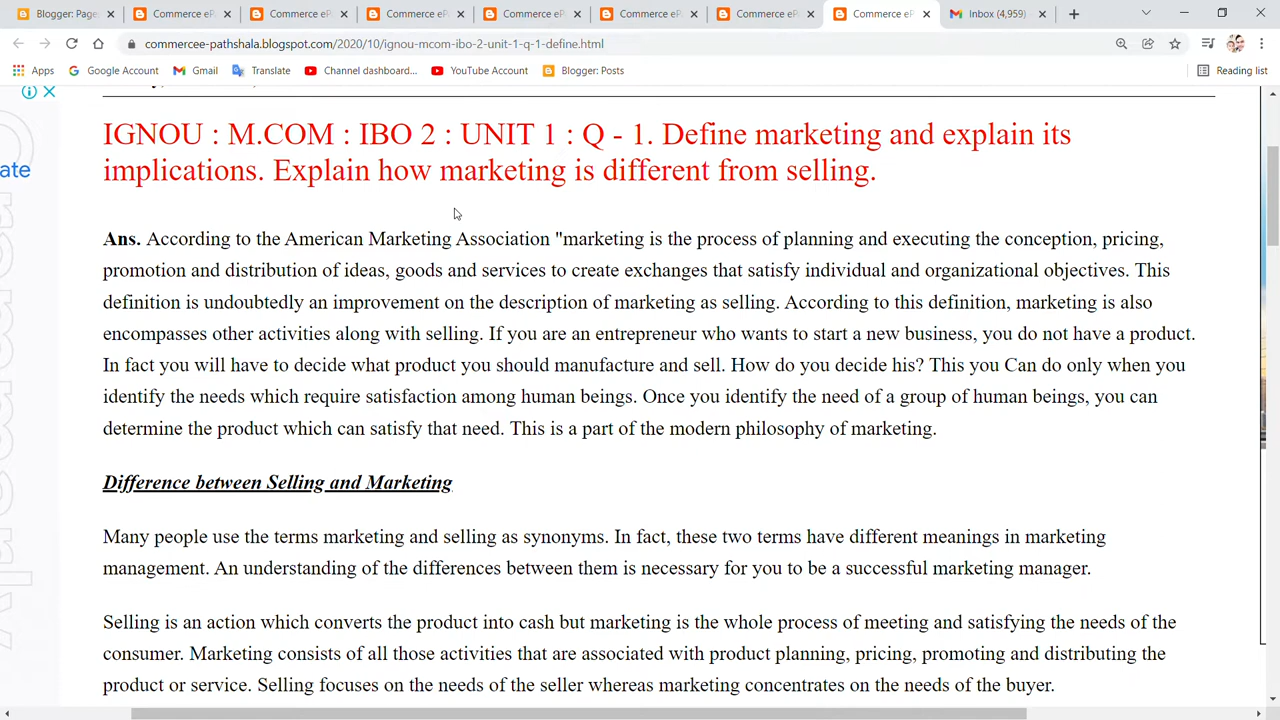 Blogger: Page
Commerce eP
Commerce eP
Commerce eP
Commerce eP
Commerce eP
Commerce eP
Commerce eP
Inbox (4,959)
commercee-pathshala.blogspot.com/2020/10/ignou-mcom-ibo-2-unit-1-q-1-define.html
Apps
Google Account
Gmail
Translate
Channel dashboard...
YouTube Account
Blogger: Posts
Reading list
ate
IGNOU : M.COM : IBO 2 : UNIT 1 : Q - 1. Define marketing and explain its
implications. Explain how marketing is different from selling.
Ans. According to the American Marketing Association "marketing is the process of planning and executing the conception, pricing,
promotion and distribution of ideas, goods and services to create exchanges that satisfy individual and organizational objectives. This
definition is undoubtedly an improvement on the description of marketing as selling. According to this definition, marketing is also
encompasses other activities along with selling. If you are an entrepreneur who wants to start a new business, you do not have a product.
In fact you will have to decide what product you should manufacture and sell. How do you decide his? This you Can do only when you
identify the needs which require satisfaction among human beings. Once you identify the need of a group of human beings, you can
determine the product which can satisfy that need. This is a part of the modern philosophy of marketing.
Difference between Selling and Marketing
Many people use the terms marketing and selling as synonyms. In fact, these two terms have different meanings in marketing
management. An understanding of the differences between them is necessary for you to be a successful marketing manager.
Selling is an action which converts the product into cash but marketing is the whole process of meeting and satisfying the needs of the
consumer. Marketing consists of all those activities that are associated with product planning, pricing, promoting and distributing the
product or service. Selling focuses on the needs of the seller whereas marketing concentrates on the needs of the buyer.